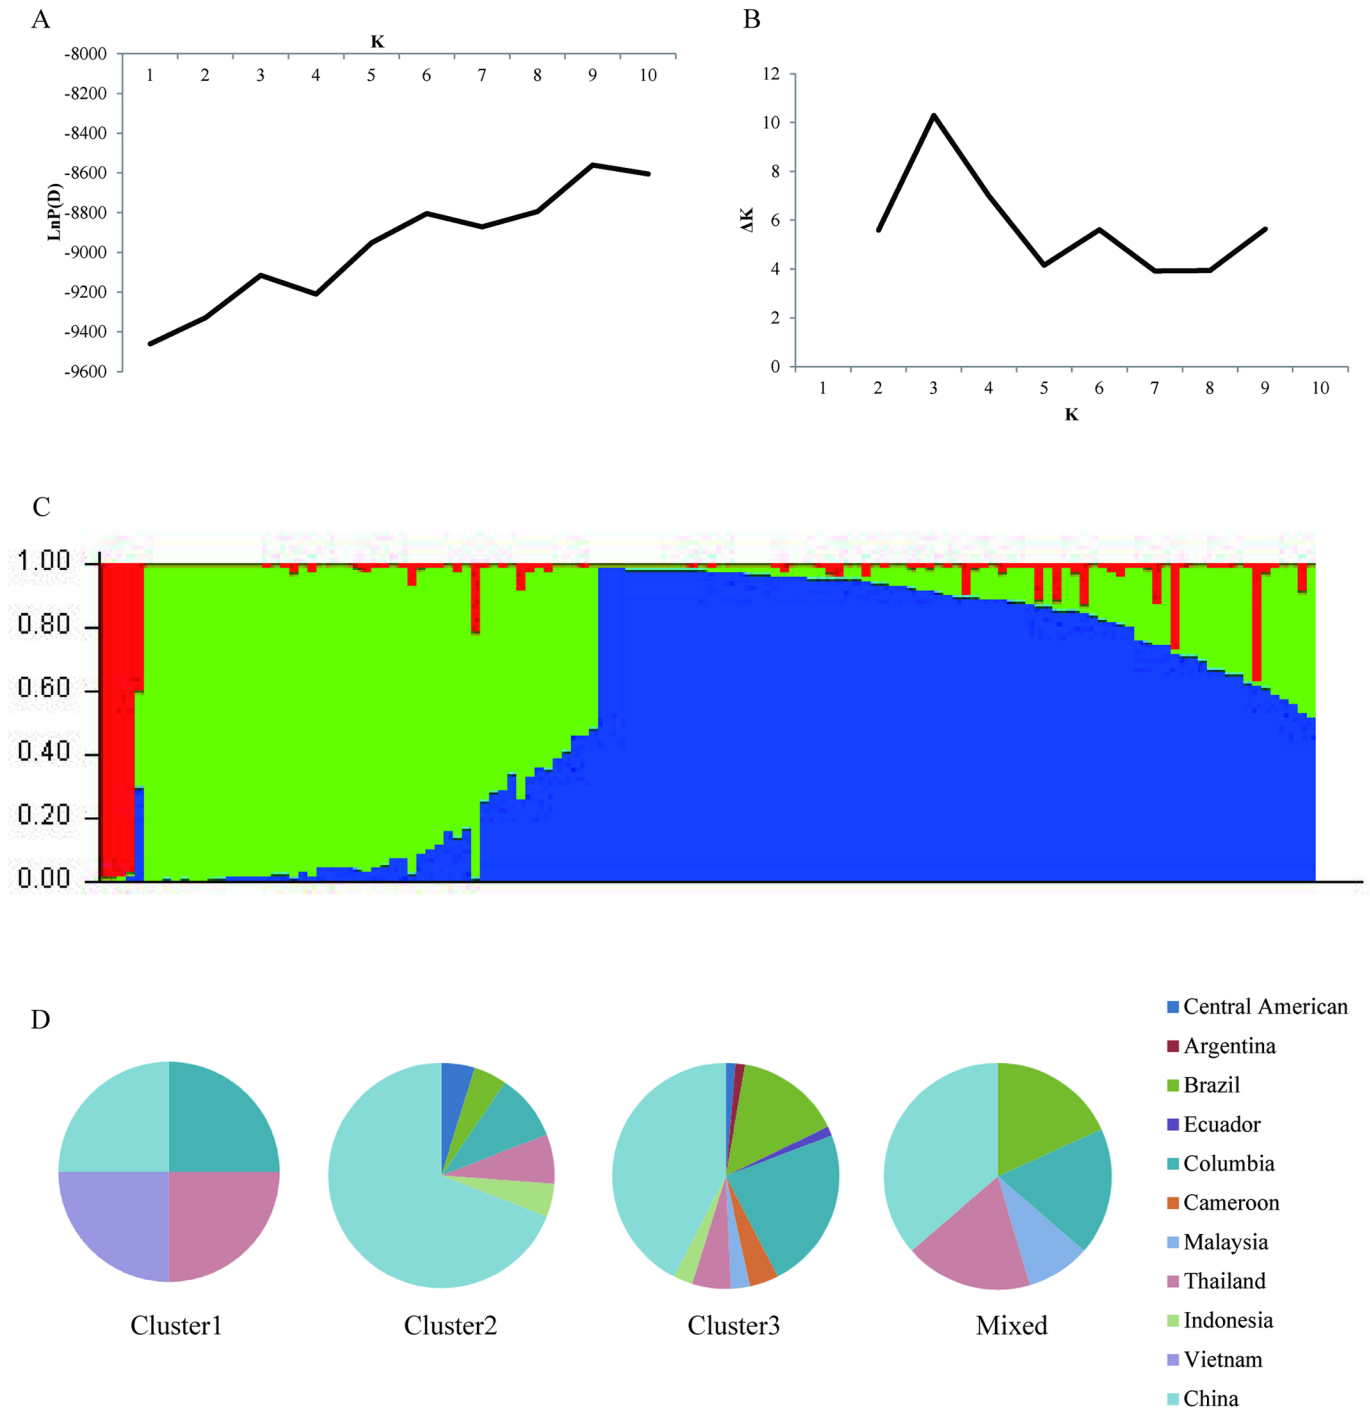 A
K
-8000
1 2 3 4 5 6 7 8 9 10
-8200
-8400
-8600
-8800
-9000
-9200
-9400
-9600
LnP(D)
B
12
10
8
6
4
2
0
ΔK
1 2 3 4 5 6 7 8 9 10
K
C
1.00
0.80
0.60
0.40
0.20
0.00
D
Cluster1
Cluster2
Cluster3
Mixed
Central American
Argentina
Brazil
Ecuador
Columbia
Cameroon
Malaysia
Thailand
Indonesia
Vietnam
China